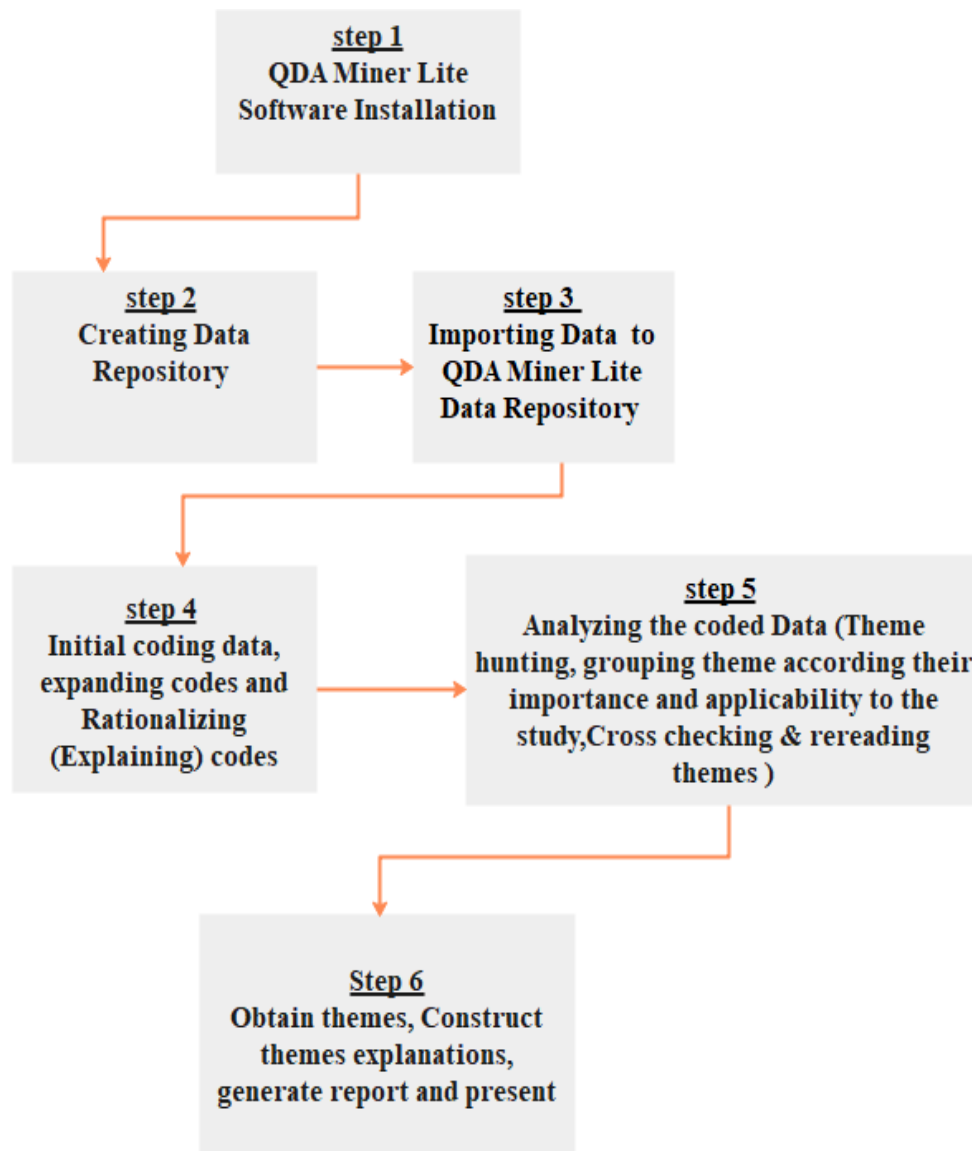 step 1
QDA Miner Lite
Software Installation
step 2
Creating Data
Repository
step 3
Importing Data to
QDA Miner Lite
Data Repository
step 4
Initial coding data,
expanding codes and
Rationalizing
(Explaining) codes
step 5
Analyzing the coded Data (Theme
hunting, grouping theme according their
importance and applicability to the
study,Cross checking & rereading
themes )
Step 6
Obtain themes, Construct
themes explanations,
generate report and present